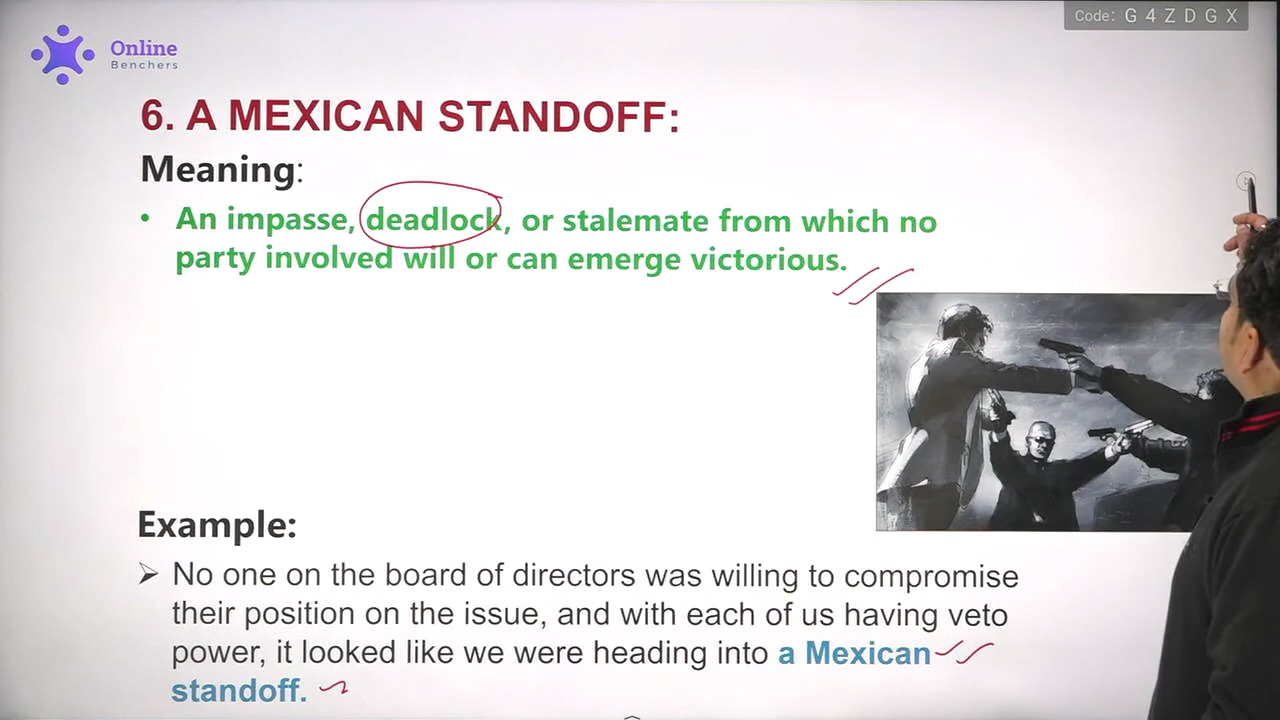 Code: G 4 Z D G X
Online
Benchers
6. A MEXICAN STANDOFF:
Meaning:
• An impasse, deadlock, or stalemate from which no
party involved will or can emerge victorious.
Example:
➢ No one on the board of directors was willing to compromise
their position on the issue, and with each of us having veto
power, it looked like we were heading into a Mexican
standoff.